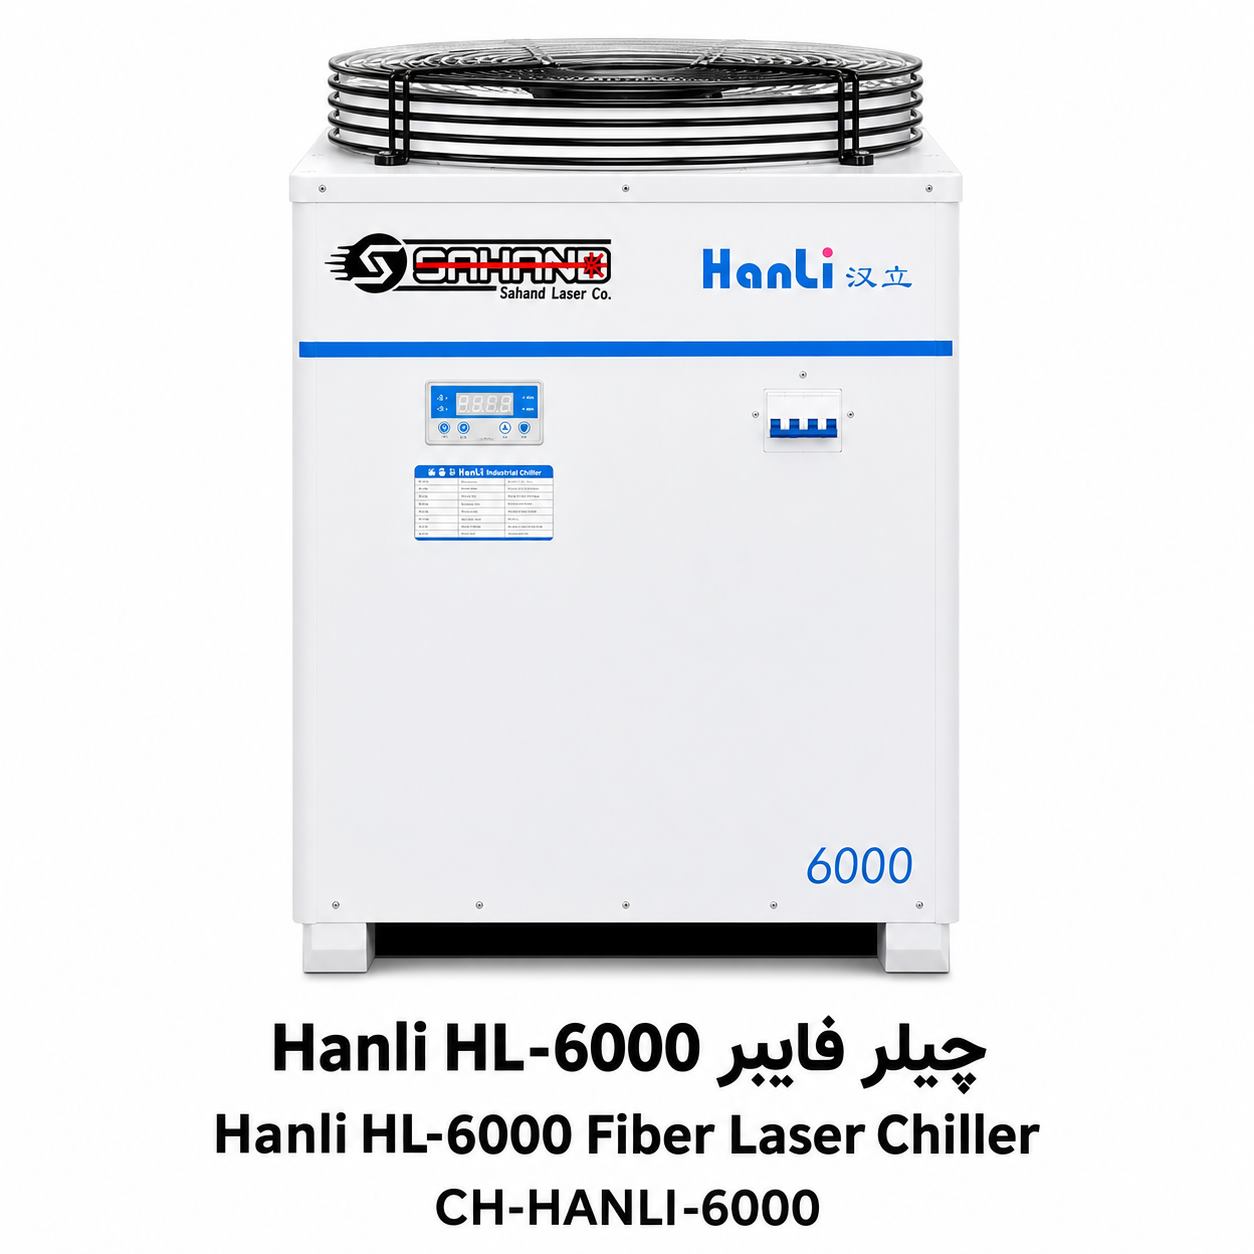 SAHAND
Sahand Laser Co.
HanLi 汉立
HanLi Industrial Chiller
6000
چیلر فایبر Hanli HL-6000
Hanli HL-6000 Fiber Laser Chiller
CH-HANLI-6000